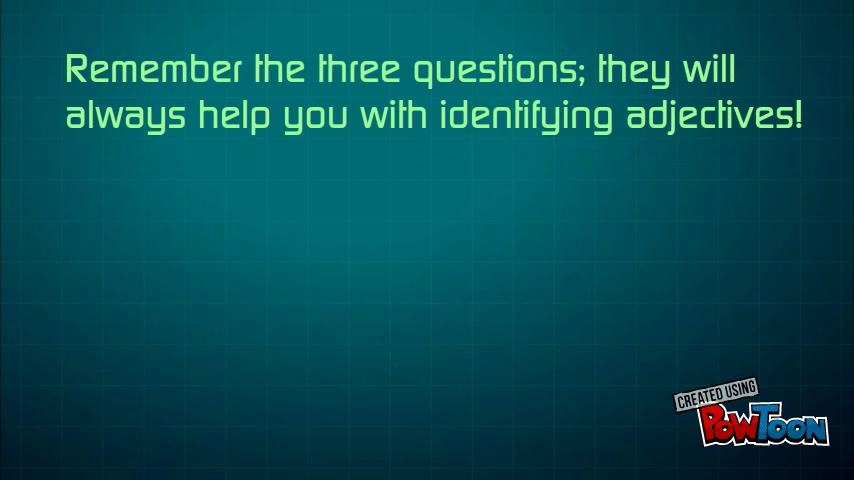 Remember the three questions; they will
always help you with identifying adjectives!
CREATED USING
POWTOON